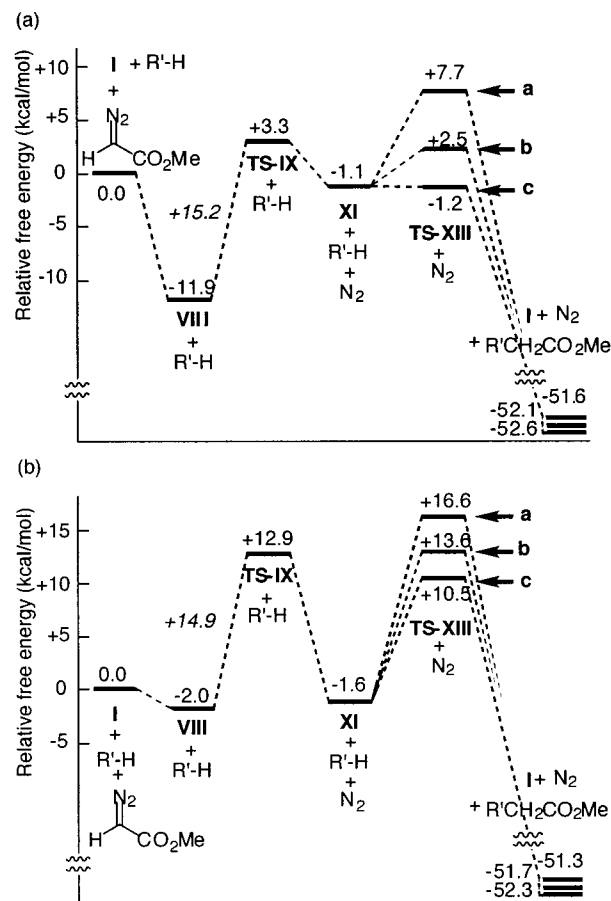 (a)
Relative free energy (kcal/mol)
+10
+5
0
-5
-10
I + R'-H
+
N2
H CO2Me
0.0
+15.2
-11.9
VIII
+
R'-H
+3.3
TS-IX
+
R'-H
-1.1
XI
+
R'-H
+
N2
+7.7
a
+2.5
b
c
-1.2
TS-XIII
+
N2
I + N2
+ R'CH2CO2Me
-51.6
-52.1
-52.6
(b)
Relative free energy (kcal/mol)
+15
+10
+5
0
-5
0.0
I
+
R'-H
+
N2
H CO2Me
+14.9
-2.0
VIII
+
R'-H
+12.9
TS-IX
+
R'-H
-1.6
XI
+
R'-H
+
N2
+16.6
a
+13.6
b
c
+10.5
TS-XIII
+
N2
I + N2
+ R'CH2CO2Me
-51.3
-51.7
-52.3